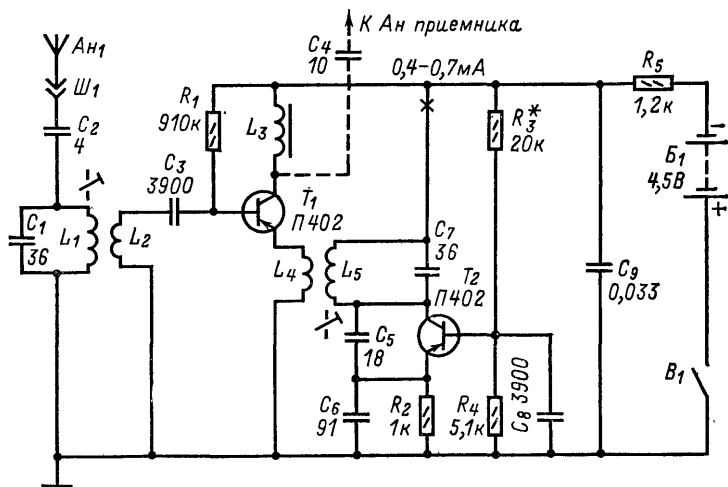 К Ан приемника
Ан1
Ш1
C2
4
C4
10
0,4–0,7мА
R5
1,2к
R1
910к
L3
R3*
20к
Б1
4,5В
C3
3900
T1
П402
C1
36
L1
L2
C7
36
L4
L5
T2
П402
C9
0,033
C5
18
C6
91
R2
1к
R4
5,1к
C8 3900
В1
−
+